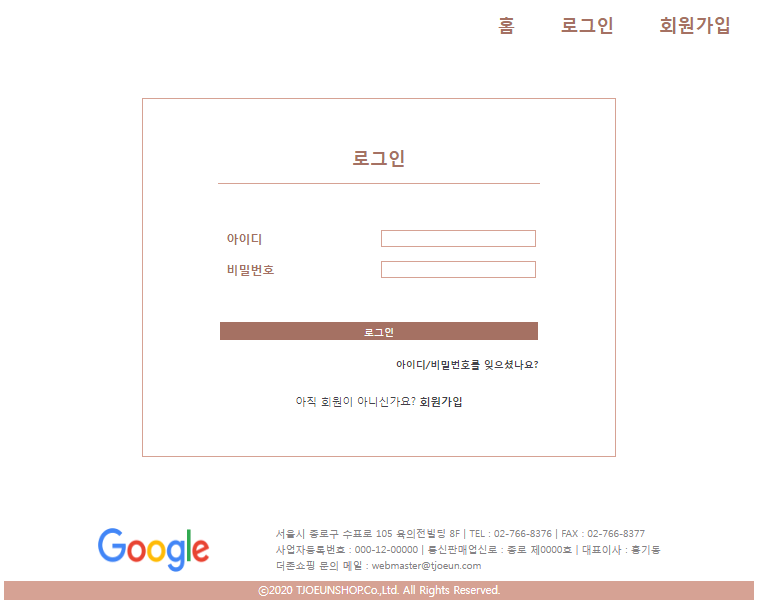 홈 로그인 회원가입
로그인
아이디
비밀번호
로그인
아이디/비밀번호를 잊으셨나요?
아직 회원이 아니신가요? 회원가입
Google
서울시 종로구 수표로 105 육의전빌딩 8F | TEL : 02-766-8376 | FAX : 02-766-8377
사업자등록번호 : 000-12-00000 | 통신판매업신로 : 종로 제0000호 | 대표이사 : 홍기동
더존쇼핑 문의 메일 : webmaster@tjoeun.com
ⓒ2020 TJOEUNSHOP.Co.,Ltd. All Rights Reserved.